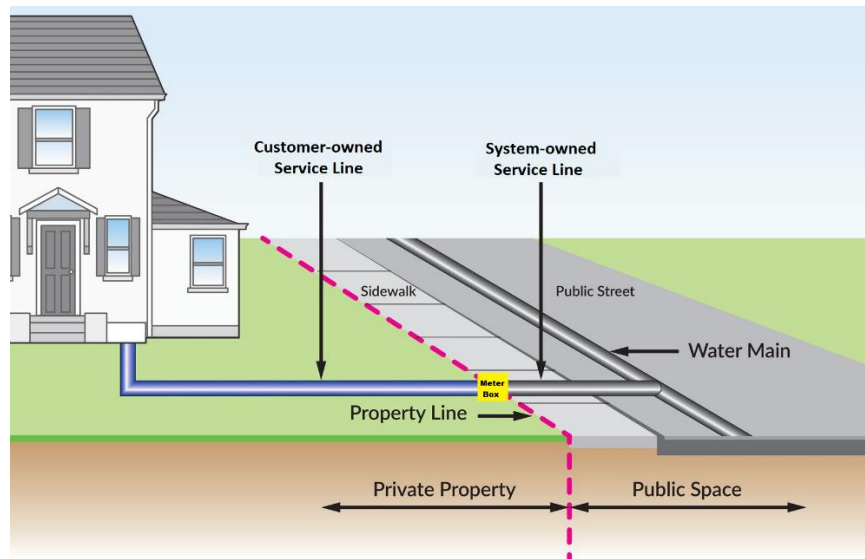 Customer-owned
Service Line
System-owned
Service Line
Sidewalk
Public Street
Water Main
Meter
Box
Property Line
Private Property
Public Space